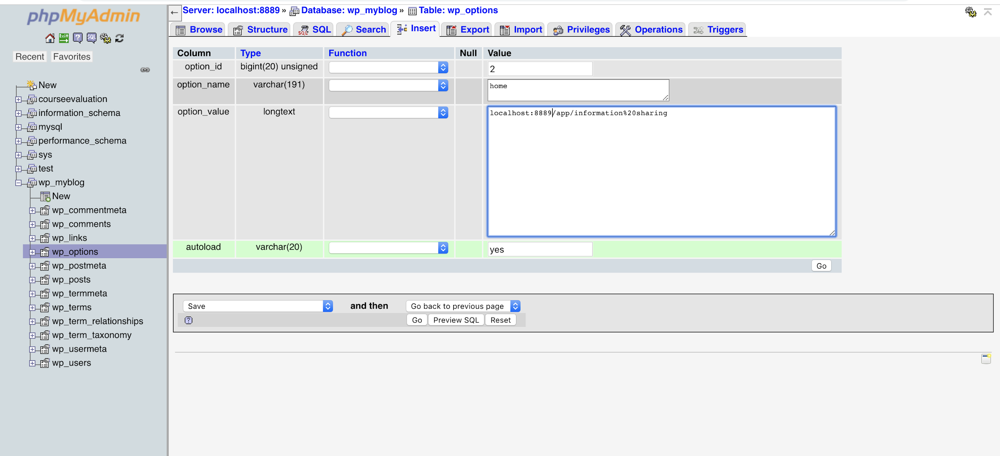 phpMyAdmin
Recent Favorites
New
courseevaluation
information_schema
mysql
performance_schema
sys
test
wp_myblog
New
wp_commentmeta
wp_comments
wp_links
wp_options
wp_postmeta
wp_posts
wp_termmeta
wp_terms
wp_term_relationships
wp_term_taxonomy
wp_usermeta
wp_users
Server: localhost:8889 » Database: wp_myblog » Table: wp_options
Browse Structure SQL Search Insert Export Import Privileges Operations Triggers
Column Type Function Null Value
option_id bigint(20) unsigned 2
option_name varchar(191) home
option_value longtext localhost:8889/app/information%20sharing
autoload varchar(20) yes
Go
Save and then Go back to previous page
Go Preview SQL Reset